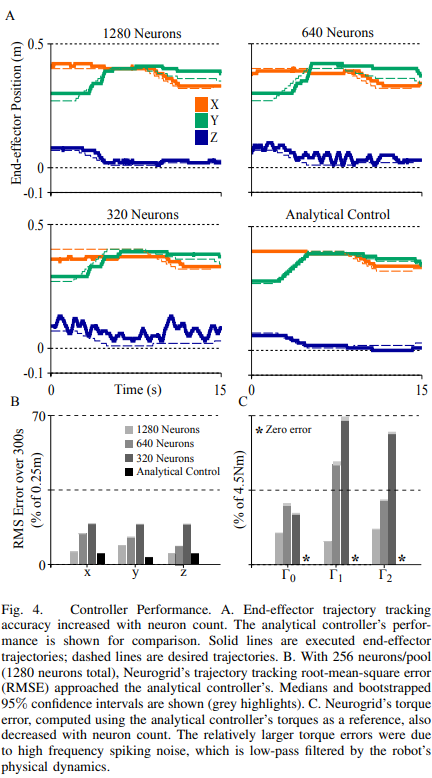 A
1280 Neurons
640 Neurons
0.5
0.5
End-effector Position (m)
X
Y
Z
0
0
-0.1
-0.1
320 Neurons
Analytical Control
0.5
0
-0.1
0
Time (s)
15
0
15
B
C
70
1280 Neurons
640 Neurons
320 Neurons
Analytical Control
* Zero error
RMS Error over 300s
(% of 0.25m)
(% of 4.5Nm)
0
x
y
z
*
*
*
Γ0
Γ1
Γ2
Fig. 4. Controller Performance. A. End-effector trajectory tracking
accuracy increased with neuron count. The analytical controller's perfor-
mance is shown for comparison. Solid lines are executed end-effector
trajectories; dashed lines are desired trajectories. B. With 256 neurons/pool
(1280 neurons total), Neurogrid's trajectory tracking root-mean-square error
(RMSE) approached the analytical controller's. Medians and bootstrapped
95% confidence intervals are shown (grey highlights). C. Neurogrid's torque
error, computed using the analytical controller's torques as a reference, also
decreased with neuron count. The relatively larger torque errors were due
to high frequency spiking noise, which is low-pass filtered by the robot's
physical dynamics.